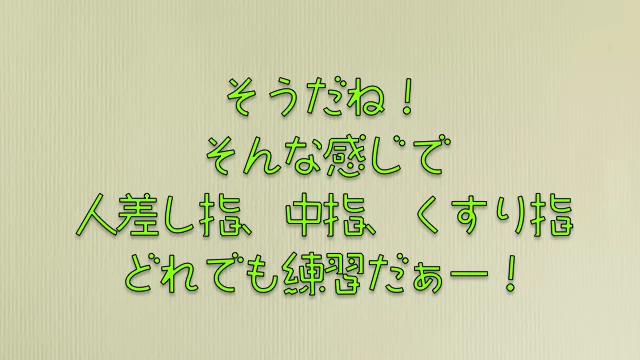 そうだね！
そんな感じで
人差し指、中指、くすり指
どれでも練習だぁー！